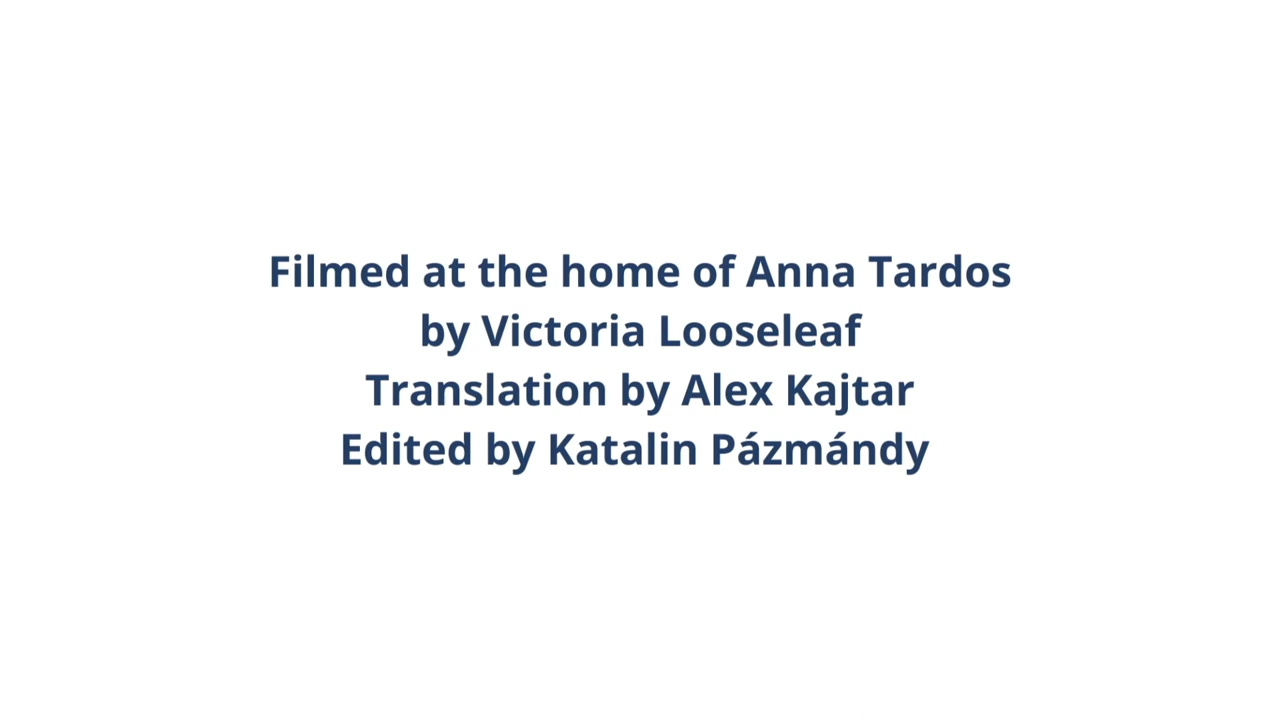 Filmed at the home of Anna Tardos
by Victoria Looseleaf
Translation by Alex Kajtar
Edited by Katalin Pázmándy